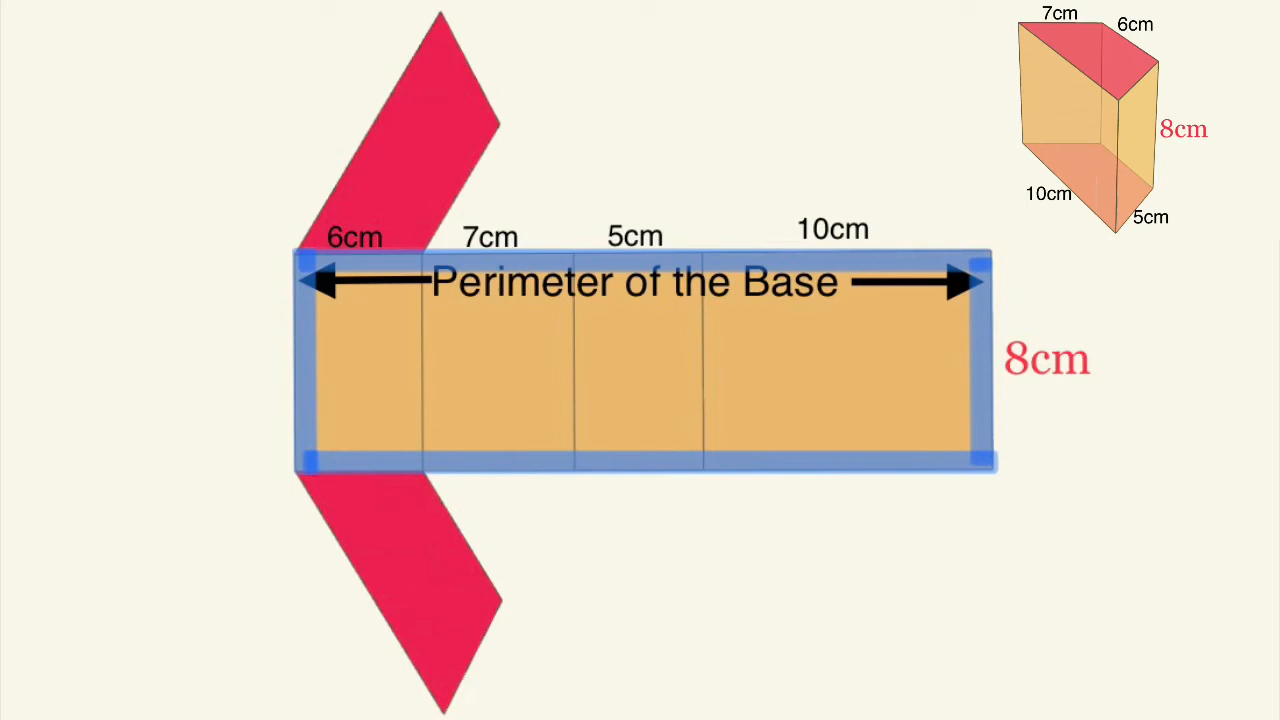 7cm
6cm
8cm
10cm
5cm
6cm 7cm 5cm 10cm
Perimeter of the Base
8cm